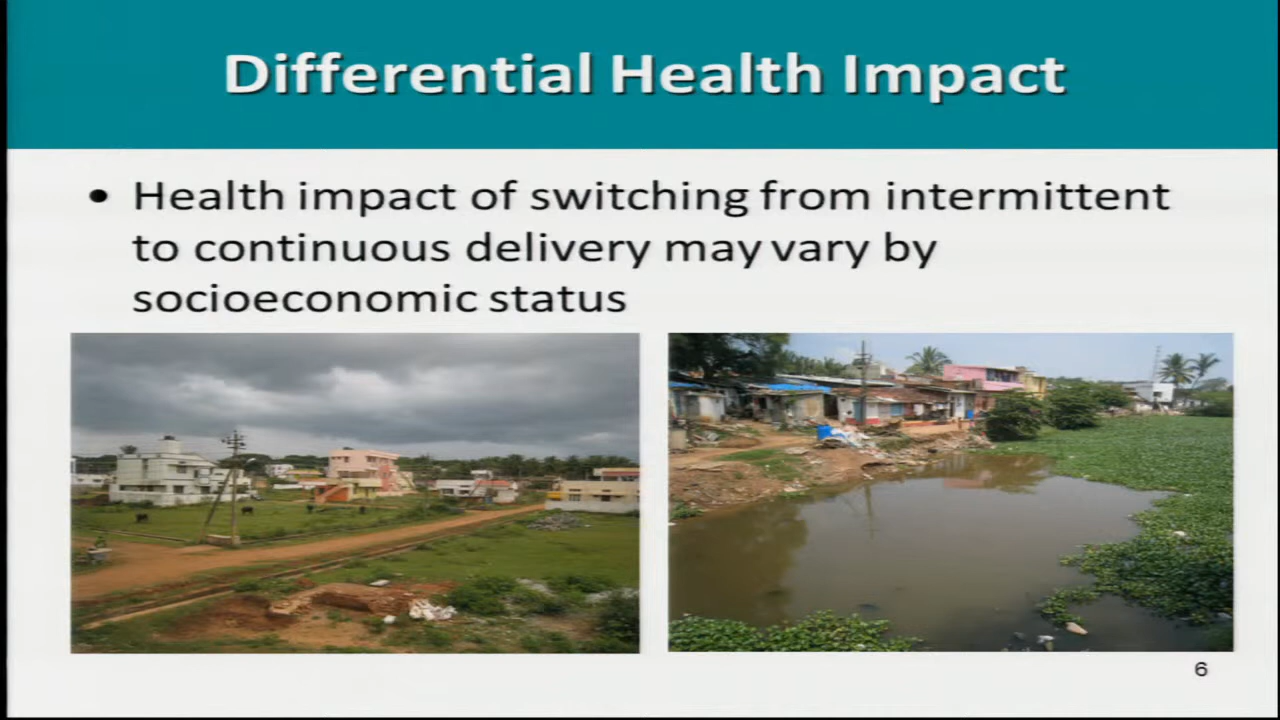 Differential Health Impact
• Health impact of switching from intermittent
to continuous delivery may vary by
socioeconomic status
6